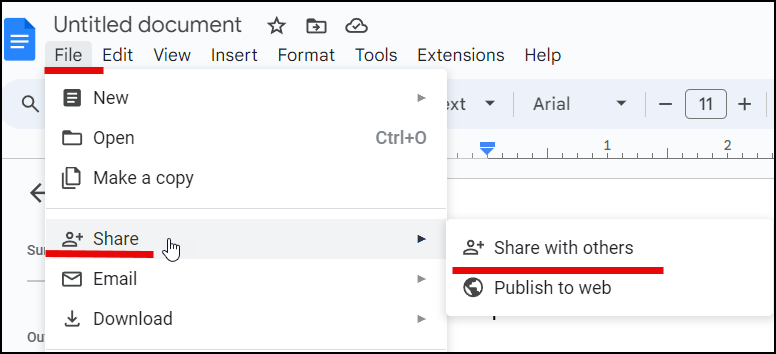 Untitled document
File Edit View Insert Format Tools Extensions Help
New
ext Arial 11
Open Ctrl+O
1 2
Make a copy
Share
Su
Share with others
Email
Publish to web
Download
Ou